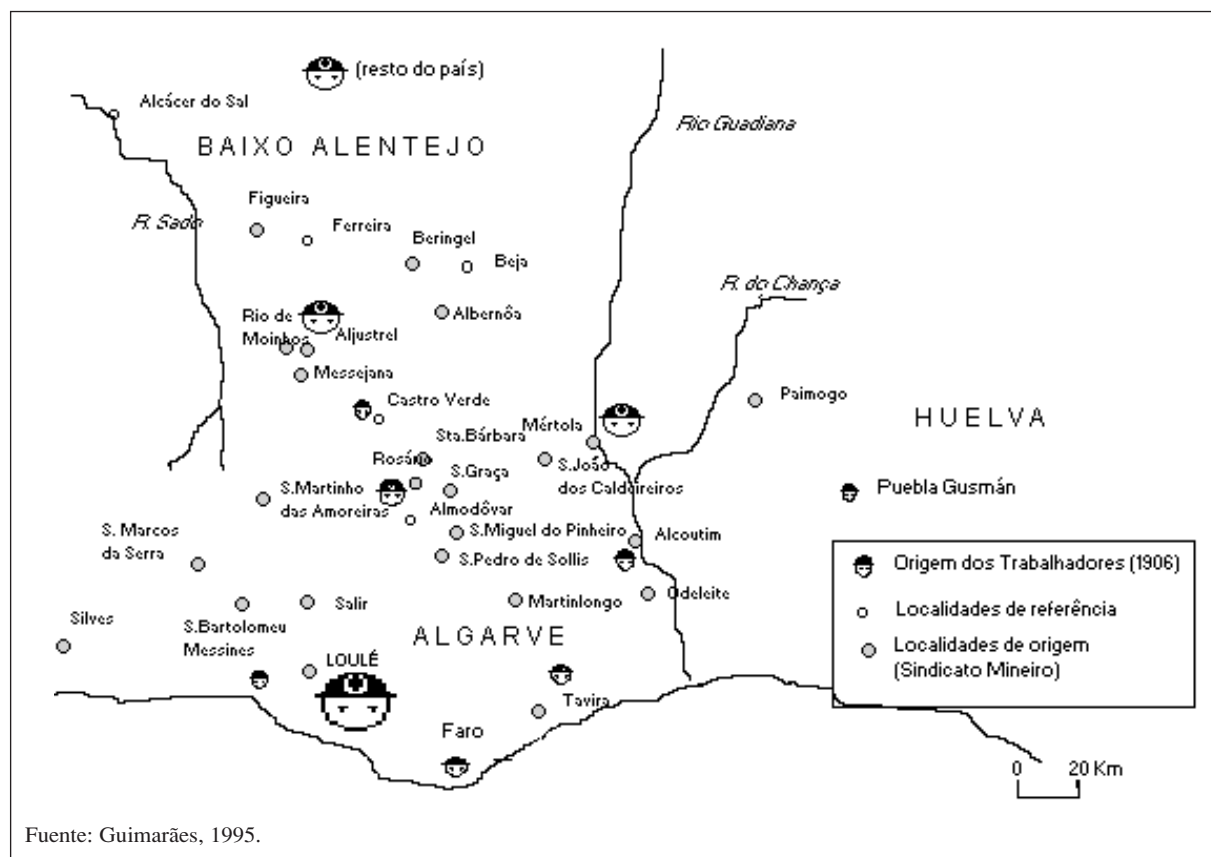 (resto do país)
Alcácer do Sal
Rio Guadiana
BAIXO ALENTEJO
Figueira
R. Sado
Ferreira
Beringel
Beja
R. do Chança
Rio de
Moinhos
Aljustrel
Albernôa
Messejana
Castro Verde
Paimogo
HUELVA
Mértola
Sta.Bárbara
Rosário
S.Graça
S.João
dos Caldeireiros
S.Martinho
das Amoreiras
Almodôvar
Puebla Gusmán
S. Marcos
da Serra
S.Miguel do Pinheiro
Alcoutim
S.Pedro de Sollis
Origem dos Trabalhadores (1906)
Odeleite
Martinlongo
Salir
Localidades de referência
Silves
S.Bartolomeu
Messines
ALGARVE
Localidades de origem
(Sindicato Mineiro)
LOULÉ
Tavira
Faro
0 20 Km
Fuente: Guimarães, 1995.